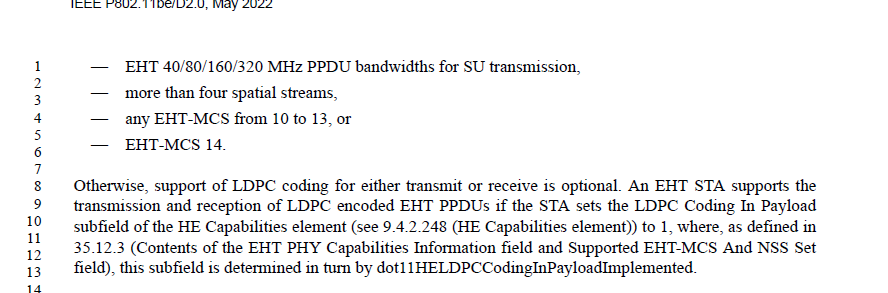 IEEE P802.11be/D2.0, May 2022
1 — EHT 40/80/160/320 MHz PPDU bandwidths for SU transmission,
2
3 — more than four spatial streams,
4 — any EHT-MCS from 10 to 13, or
5
6 — EHT-MCS 14.
7
8 Otherwise, support of LDPC coding for either transmit or receive is optional. An EHT STA supports the
9 transmission and reception of LDPC encoded EHT PPDUs if the STA sets the LDPC Coding In Payload
10 subfield of the HE Capabilities element (see 9.4.2.248 (HE Capabilities element)) to 1, where, as defined in
11
12 35.12.3 (Contents of the EHT PHY Capabilities Information field and Supported EHT-MCS And NSS Set
13 field), this subfield is determined in turn by dot11HELDPCCodingInPayloadImplemented.
14